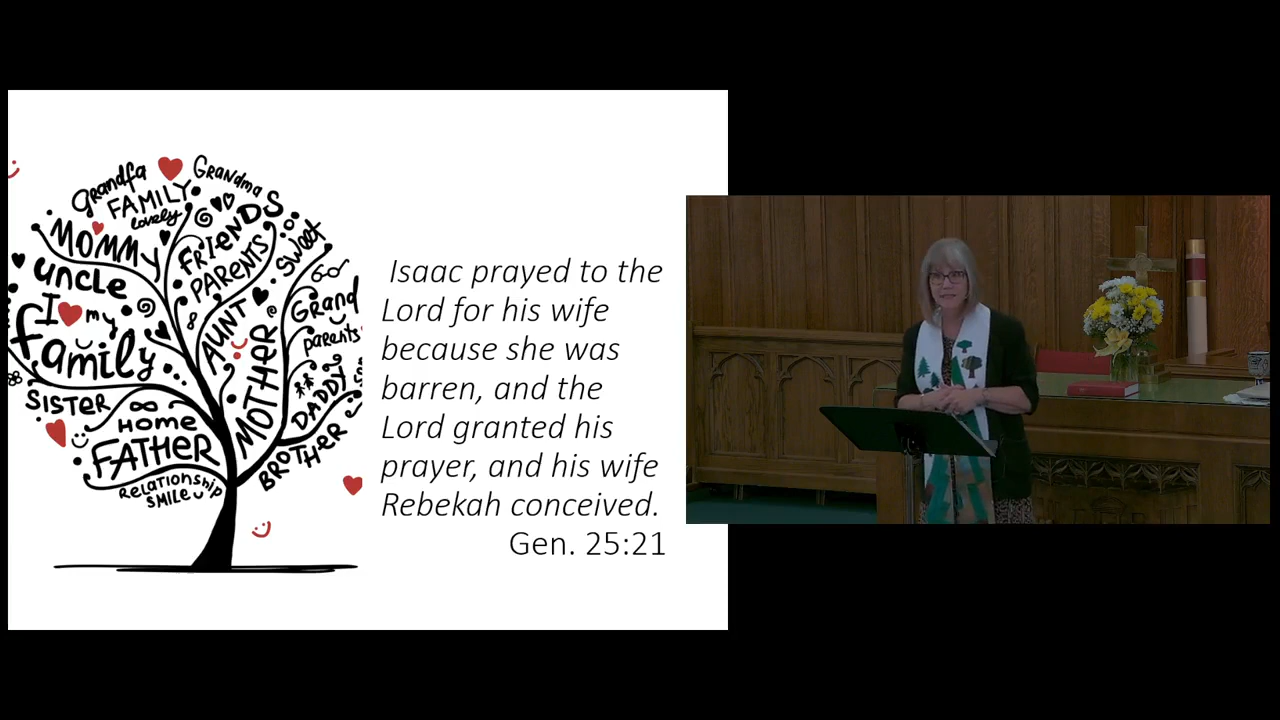 Grandfa
Grandma
FAMILY
lovely
FRIENDS
MOMMY
PARENTS
sweet
uncle
I my
family
AUNT
Grand
parents
MOTHER
SISTER
DADDY
HOME
FATHER
BROTHER
RELATIONSHIP
SMILE
Isaac prayed to the
Lord for his wife
because she was
barren, and the
Lord granted his
prayer, and his wife
Rebekah conceived.
Gen. 25:21